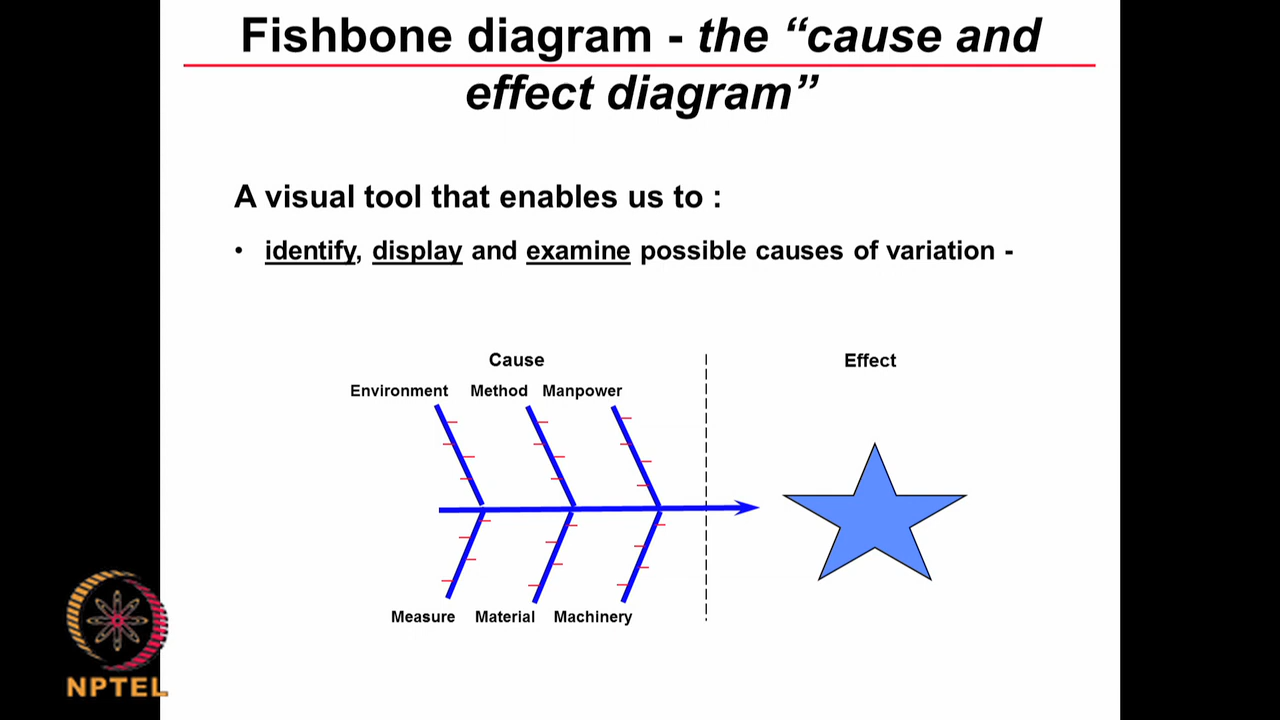 Fishbone diagram - the “cause and
effect diagram”
A visual tool that enables us to :
• identify, display and examine possible causes of variation -
Cause
Effect
Environment Method Manpower
Measure Material Machinery
NPTEL